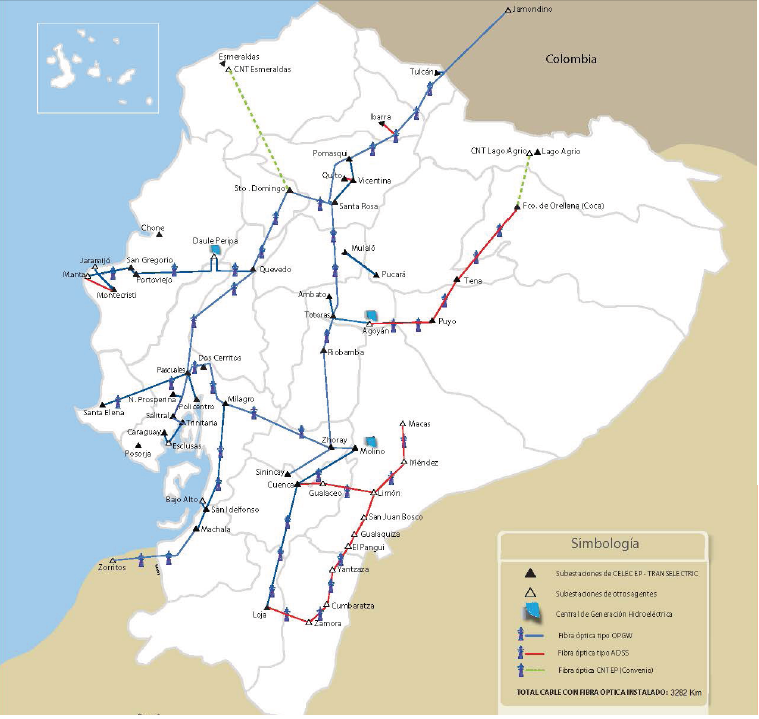 Jamondino
Colombia
Esmeraldas
CNT Esmeraldas
Tulcán
Ibarra
Pomasqui
CNT Lago Agrio
Lago Agrio
Quito
Vicentina
Sto. Domingo
Santa Rosa
Fco. de Orellana (Coca)
Chone
Daule Peripa
Mulaló
Jaramijó
San Gregorio
Quevedo
Pucará
Manta
Portoviejo
Tena
Montecristi
Ambato
Totoras
Agoyán
Puyo
Riobamba
Dos Cerritos
Pascuales
N. Prosperina
Policentro
Milagro
Santa Elena
Salitral
Trinitaria
Macas
Caraguay
Esclusas
Zhoray
Molino
Posorja
Méndez
Sinincay
Cuenca
Gualaceo
Limón
Bajo Alto
San Ildefonso
San Juan Bosco
Machala
Gualaquiza
El Pangui
Zorritos
Yantzaza
Loja
Cumbaratza
Zamora
Simbología
Subestaciones de CELEC EP - TRANSELECTRIC
Subestaciones de otros agentes
Central de Generación Hidroeléctrica
Fibra óptica tipo OPGW
Fibra óptica tipo ADSS
Fibra óptica CNT EP (Convenio)
TOTAL CABLE CON FIBRA OPTICA INSTALADO: 3282 Km